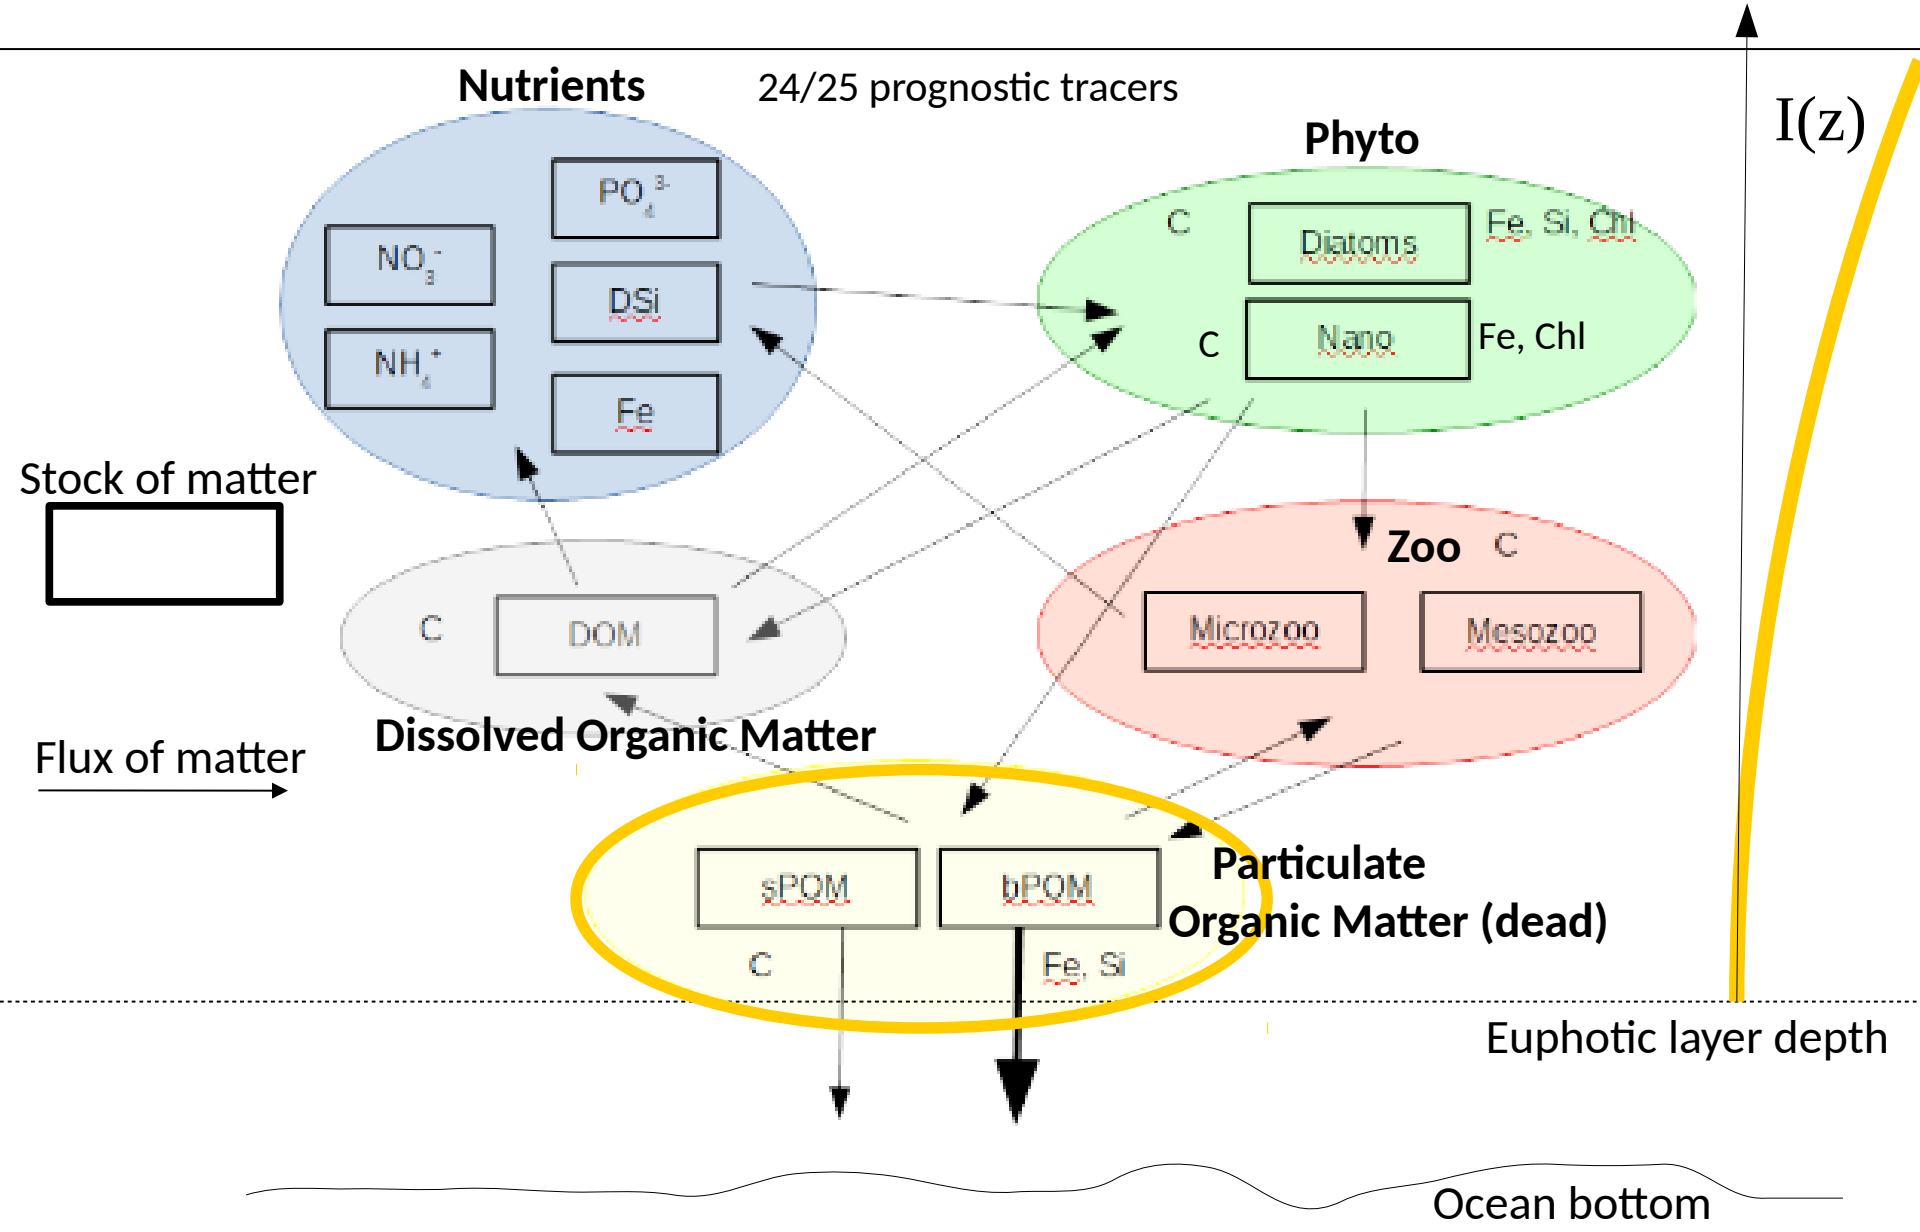 Nutrients
24/25 prognostic tracers
I(z)
Phyto
PO₄³⁻
C
Diatoms
Fe, Si, Chl
NO₃⁻
DSi
C
Nano
Fe, Chl
NH₄⁺
Fe
Stock of matter
Zoo
C
C
DOM
Microzoo
Mesozoo
Dissolved Organic Matter
Flux of matter
sPOM
bPOM
Particulate
Organic Matter (dead)
C
Fe, Si
Euphotic layer depth
Ocean bottom